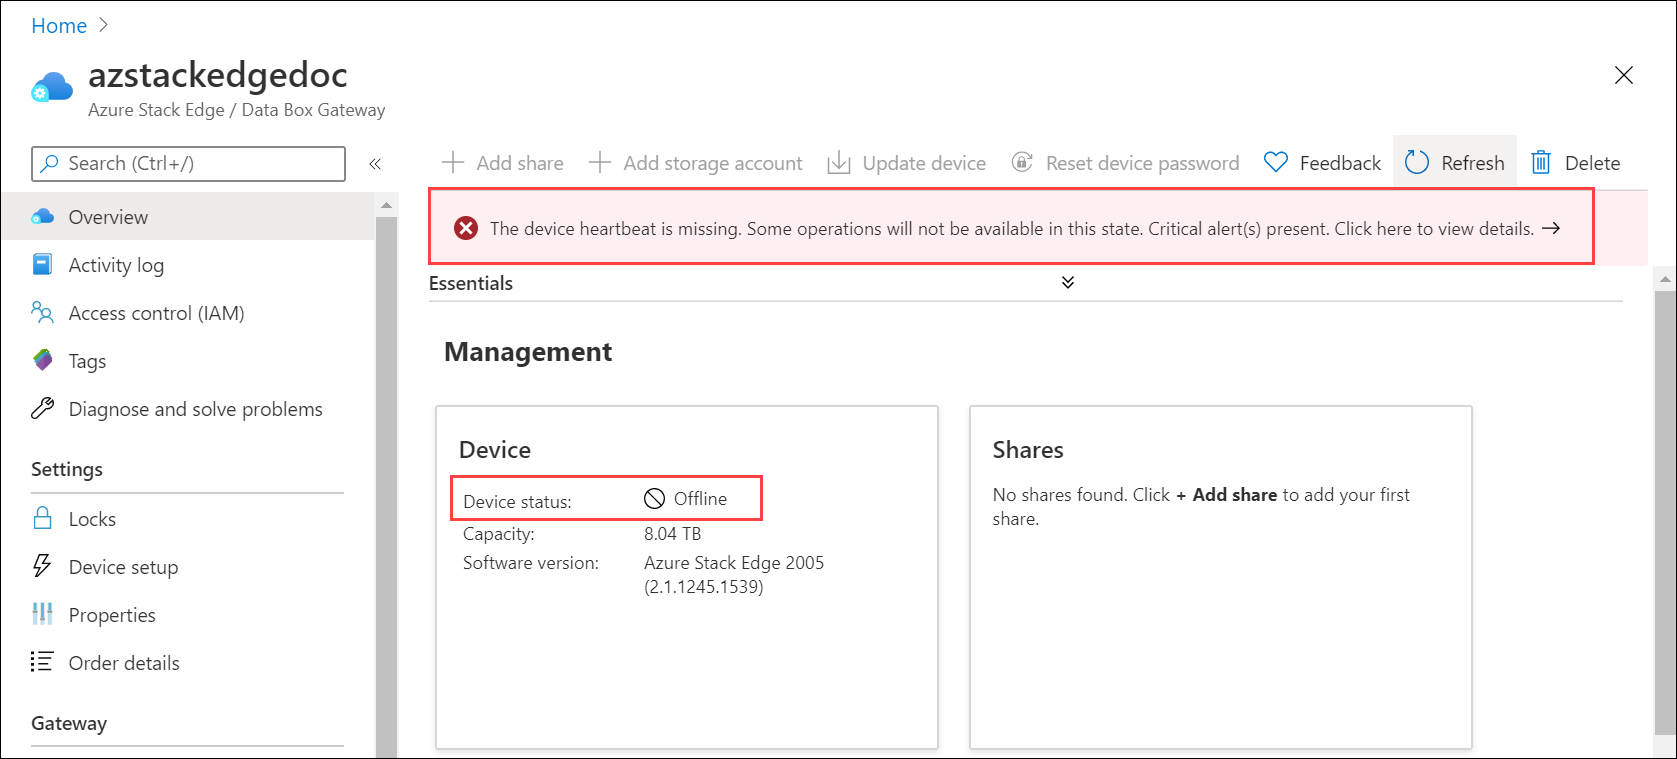 Home
azstackedgedoc
Azure Stack Edge / Data Box Gateway
Search (Ctrl+/)
Add share
Add storage account
Update device
Reset device password
Feedback
Refresh
Delete
Overview
Activity log
Access control (IAM)
Tags
Diagnose and solve problems
Settings
Locks
Device setup
Properties
Order details
Gateway
The device heartbeat is missing. Some operations will not be available in this state. Critical alert(s) present. Click here to view details. →
Essentials
Management
Device
Device status: Offline
Capacity: 8.04 TB
Software version: Azure Stack Edge 2005
(2.1.1245.1539)
Shares
No shares found. Click + Add share to add your first
share.